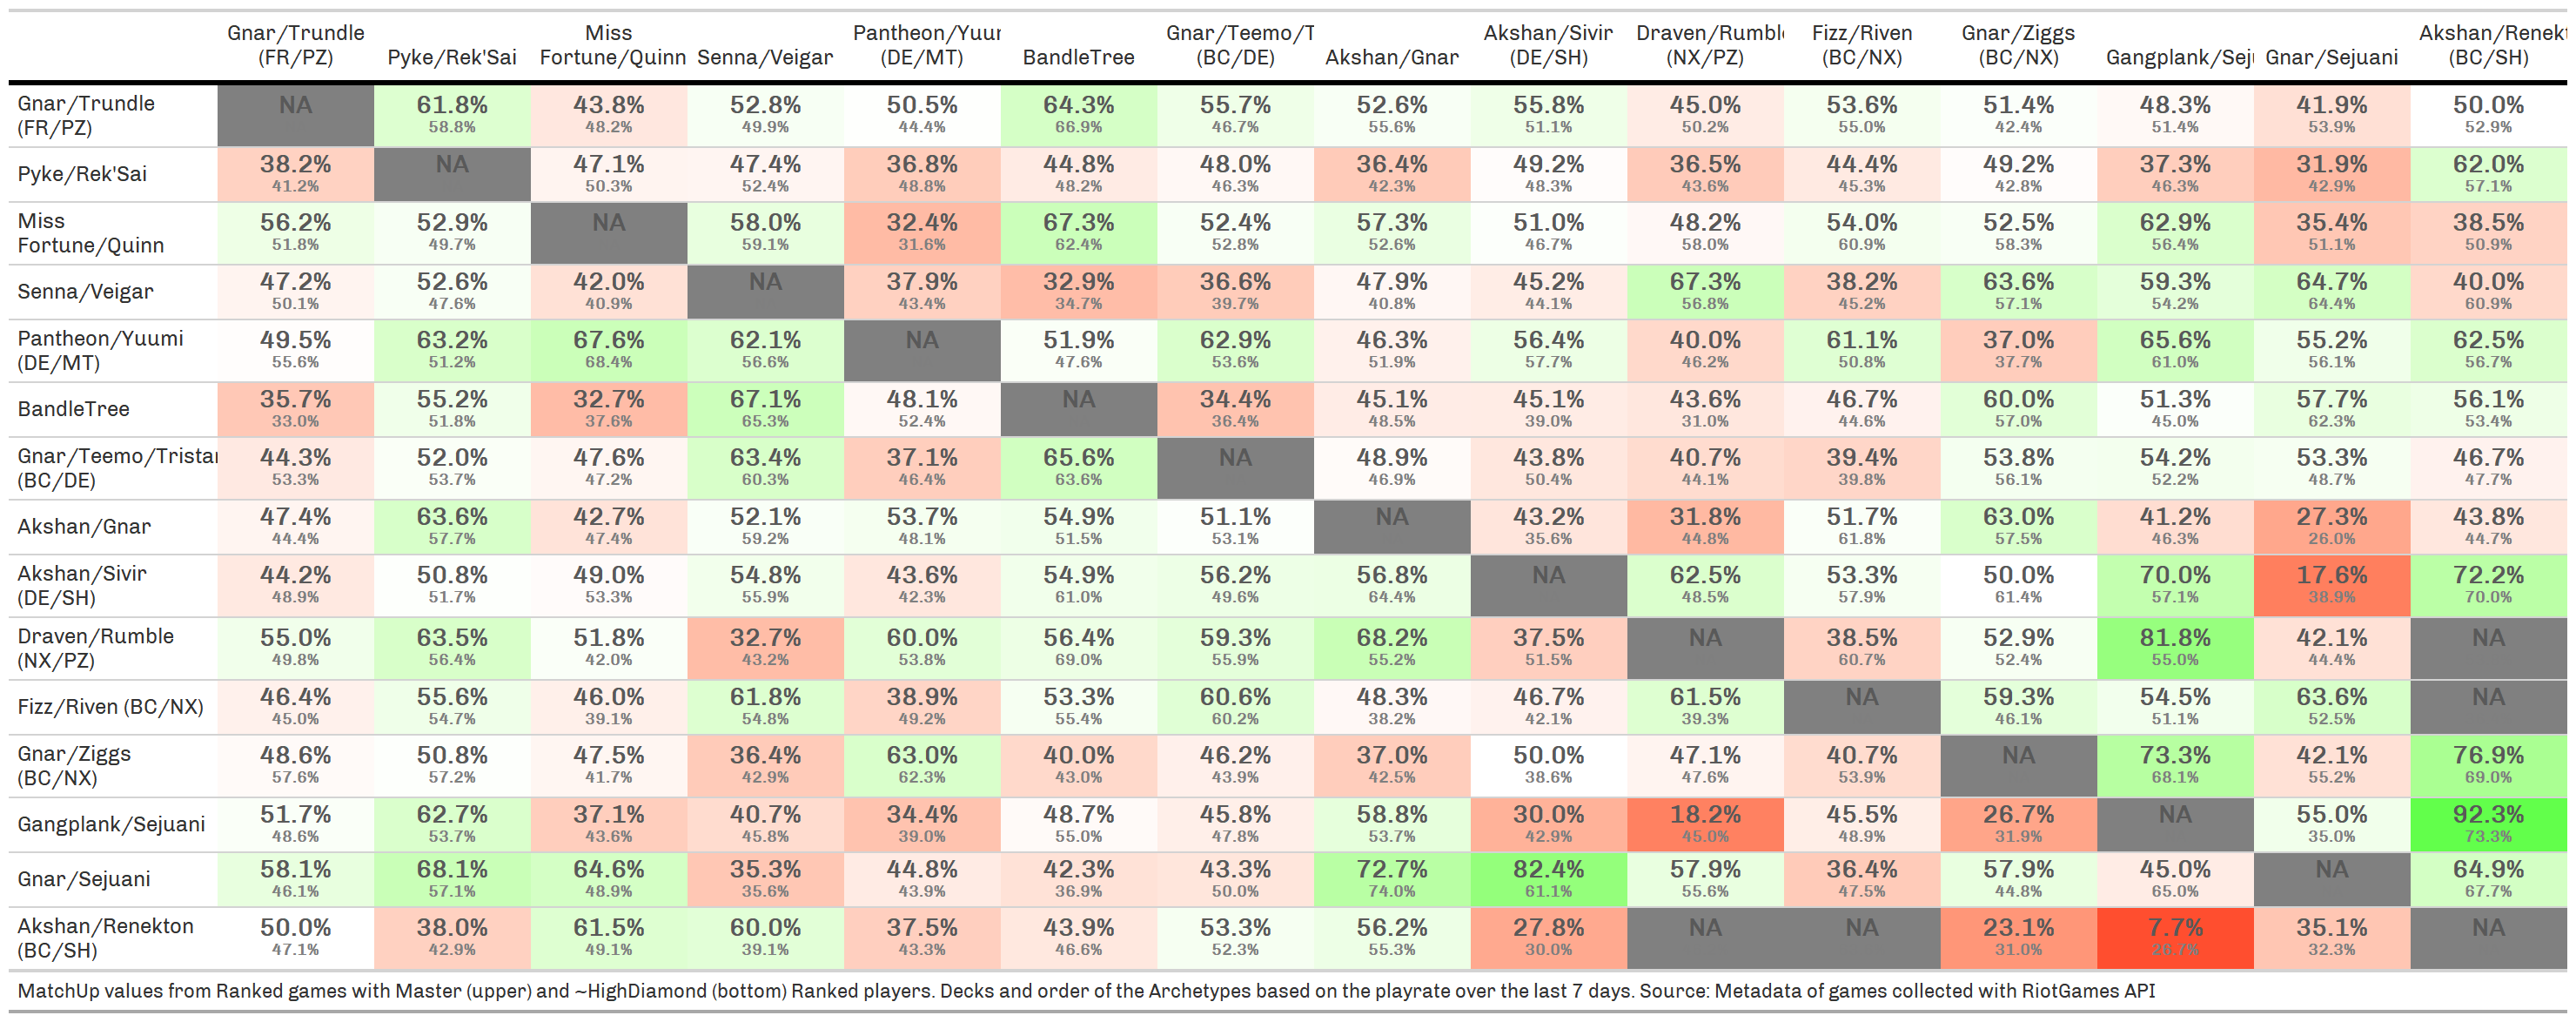 Gnar/Trundle (FR/PZ) Pyke/Rek'Sai Miss Fortune/Quinn Senna/Veigar Pantheon/Yuur (DE/MT) BandleTree Gnar/Teemo/T (BC/DE) Akshan/Gnar Akshan/Sivir (DE/SH) Draven/Rumbl (NX/PZ) Fizz/Riven (BC/NX) Gnar/Ziggs (BC/NX) Gangplank/Sej Gnar/Sejuani Akshan/Renekt (BC/SH)
Gnar/Trundle (FR/PZ) NA 61.8% 43.8% 52.8% 50.5% 64.3% 55.7% 52.6% 55.8% 45.0% 53.6% 51.4% 48.3% 41.9% 50.0%
58.8% 48.2% 49.9% 44.4% 66.9% 46.7% 55.6% 51.1% 50.2% 55.0% 42.4% 51.4% 53.9% 52.9%
Pyke/Rek'Sai 38.2% NA 47.1% 47.4% 36.8% 44.8% 48.0% 36.4% 49.2% 36.5% 44.4% 49.2% 37.3% 31.9% 62.0%
41.2% 50.3% 52.4% 48.8% 48.2% 46.3% 42.3% 48.3% 43.6% 45.3% 42.8% 46.3% 42.9% 57.1%
Miss Fortune/Quinn 56.2% 52.9% NA 58.0% 32.4% 67.3% 52.4% 57.3% 51.0% 48.2% 54.0% 52.5% 62.9% 35.4% 38.5%
51.8% 49.7% 59.1% 31.6% 62.4% 52.8% 52.6% 46.7% 58.0% 60.9% 58.3% 56.4% 51.1% 50.9%
Senna/Veigar 47.2% 52.6% 42.0% NA 37.9% 32.9% 36.6% 47.9% 45.2% 67.3% 38.2% 63.6% 59.3% 64.7% 40.0%
50.1% 47.6% 40.9% 43.4% 34.7% 39.7% 40.8% 44.1% 56.8% 45.2% 57.1% 54.2% 64.4% 60.9%
Pantheon/Yuumi (DE/MT) 49.5% 63.2% 67.6% 62.1% NA 51.9% 62.9% 46.3% 56.4% 40.0% 61.1% 37.0% 65.6% 55.2% 62.5%
55.6% 51.2% 68.4% 56.6% 47.6% 53.6% 51.9% 57.7% 46.2% 50.8% 37.7% 61.0% 56.1% 56.7%
BandleTree 35.7% 55.2% 32.7% 67.1% 48.1% NA 34.4% 45.1% 45.1% 43.6% 46.7% 60.0% 51.3% 57.7% 56.1%
33.0% 51.8% 37.6% 65.3% 52.4% 36.4% 48.5% 39.0% 31.0% 44.6% 57.0% 45.0% 62.3% 53.4%
Gnar/Teemo/Tristar (BC/DE) 44.3% 52.0% 47.6% 63.4% 37.1% 65.6% NA 48.9% 43.8% 40.7% 39.4% 53.8% 54.2% 53.3% 46.7%
53.3% 53.7% 47.2% 60.3% 46.4% 63.6% 46.9% 50.4% 44.1% 39.8% 56.1% 52.2% 48.7% 47.7%
Akshan/Gnar 47.4% 63.6% 42.7% 52.1% 53.7% 54.9% 51.1% NA 43.2% 31.8% 51.7% 63.0% 41.2% 27.3% 43.8%
44.4% 57.7% 47.4% 59.2% 48.1% 51.5% 53.1% 35.6% 44.8% 61.8% 57.5% 46.3% 26.0% 44.7%
Akshan/Sivir (DE/SH) 44.2% 50.8% 49.0% 54.8% 43.6% 54.9% 56.2% 56.8% NA 62.5% 53.3% 50.0% 70.0% 17.6% 72.2%
48.9% 51.7% 53.3% 55.9% 42.3% 61.0% 49.6% 64.4% 48.5% 57.9% 61.4% 57.1% 38.9% 70.0%
Draven/Rumble (NX/PZ) 55.0% 63.5% 51.8% 32.7% 60.0% 56.4% 59.3% 68.2% 37.5% NA 38.5% 52.9% 81.8% 42.1% NA
49.8% 56.4% 42.0% 43.2% 53.8% 69.0% 55.9% 55.2% 51.5% 60.7% 52.4% 55.0% 44.4%
Fizz/Riven (BC/NX) 46.4% 55.6% 46.0% 61.8% 38.9% 53.3% 60.6% 48.3% 46.7% 61.5% NA 59.3% 54.5% 63.6% NA
45.0% 54.7% 39.1% 54.8% 49.2% 55.4% 60.2% 38.2% 42.1% 39.3% 46.1% 51.1% 52.5%
Gnar/Ziggs (BC/NX) 48.6% 50.8% 47.5% 36.4% 63.0% 40.0% 46.2% 37.0% 50.0% 47.1% 40.7% NA 73.3% 42.1% 76.9%
57.6% 57.2% 41.7% 42.9% 62.3% 43.0% 43.9% 42.5% 38.6% 47.6% 53.9% 68.1% 55.2% 69.0%
Gangplank/Sejuani 51.7% 62.7% 37.1% 40.7% 34.4% 48.7% 45.8% 58.8% 30.0% 18.2% 45.5% 26.7% NA 55.0% 92.3%
48.6% 53.7% 43.6% 45.8% 39.0% 55.0% 47.8% 53.7% 42.9% 45.0% 48.9% 31.9% 35.0% 73.3%
Gnar/Sejuani 58.1% 68.1% 64.6% 35.3% 44.8% 42.3% 43.3% 72.7% 82.4% 57.9% 36.4% 57.9% 45.0% NA 64.9%
46.1% 57.1% 48.9% 35.6% 43.9% 36.9% 50.0% 74.0% 61.1% 55.6% 47.5% 44.8% 65.0% 67.7%
Akshan/Renekton (BC/SH) 50.0% 38.0% 61.5% 60.0% 37.5% 43.9% 53.3% 56.2% 27.8% NA NA 23.1% 7.7% 35.1% NA
47.1% 42.9% 49.1% 39.1% 43.3% 46.6% 52.3% 55.3% 30.0% 31.0% 26.7% 32.3%
MatchUp values from Ranked games with Master (upper) and ~HighDiamond (bottom) Ranked players. Decks and order of the Archetypes based on the playrate over the last 7 days. Source: Metadata of games collected with RiotGames API